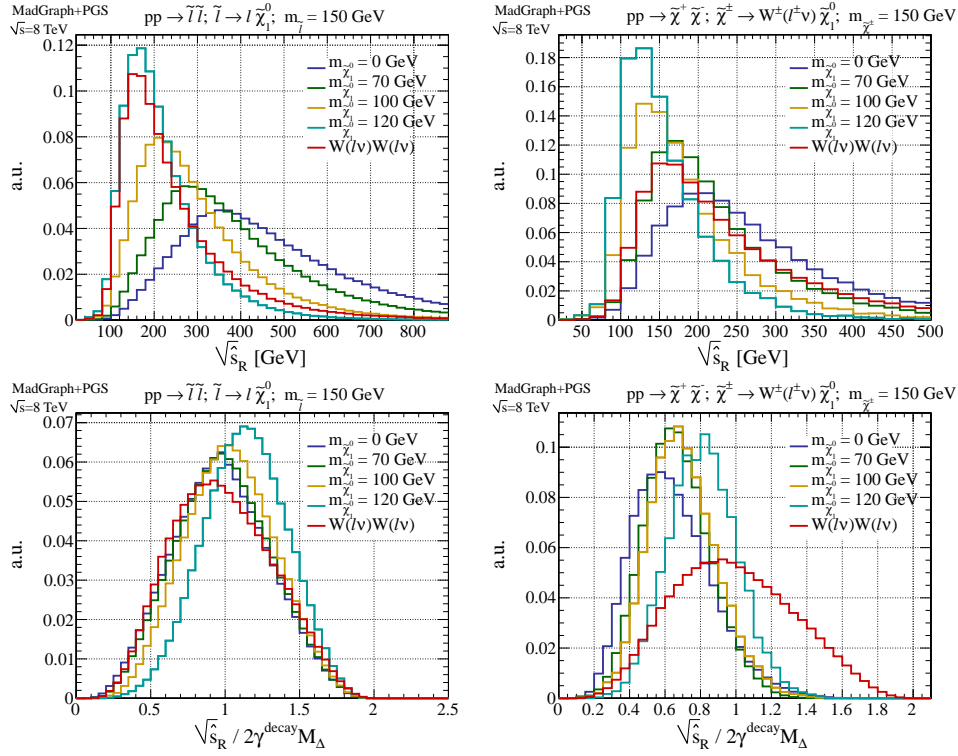 MadGraph+PGS
√s=8 TeV
pp → l̃ l̃; l̃ → l χ̃₁⁰; m_l̃ = 150 GeV
a.u.
0.12
0.1
0.08
0.06
0.04
0.02
0
m_χ̃₁⁰ = 0 GeV
m_χ̃₁⁰ = 70 GeV
m_χ̃₁⁰ = 100 GeV
m_χ̃₁⁰ = 120 GeV
W(lν)W(lν)
100 200 300 400 500 600 700 800
√ŝ_R [GeV]
MadGraph+PGS
√s=8 TeV
pp → χ̃⁺ χ̃⁻; χ̃± → W±(l±ν) χ̃₁⁰; m_χ̃± = 150 GeV
a.u.
0.2
0.18
0.16
0.14
0.12
0.1
0.08
0.06
0.04
0.02
0
m_χ̃₁⁰ = 0 GeV
m_χ̃₁⁰ = 70 GeV
m_χ̃₁⁰ = 100 GeV
m_χ̃₁⁰ = 120 GeV
W(lν)W(lν)
50 100 150 200 250 300 350 400 450 500
√ŝ_R [GeV]
MadGraph+PGS
√s=8 TeV
pp → l̃ l̃; l̃ → l χ̃₁⁰; m_l̃ = 150 GeV
a.u.
0.07
0.06
0.05
0.04
0.03
0.02
0.01
0
m_χ̃₁⁰ = 0 GeV
m_χ̃₁⁰ = 70 GeV
m_χ̃₁⁰ = 100 GeV
m_χ̃₁⁰ = 120 GeV
W(lν)W(lν)
0 0.5 1 1.5 2 2.5
√ŝ_R / 2γ^decay M_Δ
MadGraph+PGS
√s=8 TeV
pp → χ̃⁺ χ̃⁻; χ̃± → W±(l±ν) χ̃₁⁰; m_χ̃± = 150 GeV
a.u.
0.1
0.08
0.06
0.04
0.02
0
m_χ̃₁⁰ = 0 GeV
m_χ̃₁⁰ = 70 GeV
m_χ̃₁⁰ = 100 GeV
m_χ̃₁⁰ = 120 GeV
W(lν)W(lν)
0 0.2 0.4 0.6 0.8 1 1.2 1.4 1.6 1.8 2
√ŝ_R / 2γ^decay M_Δ